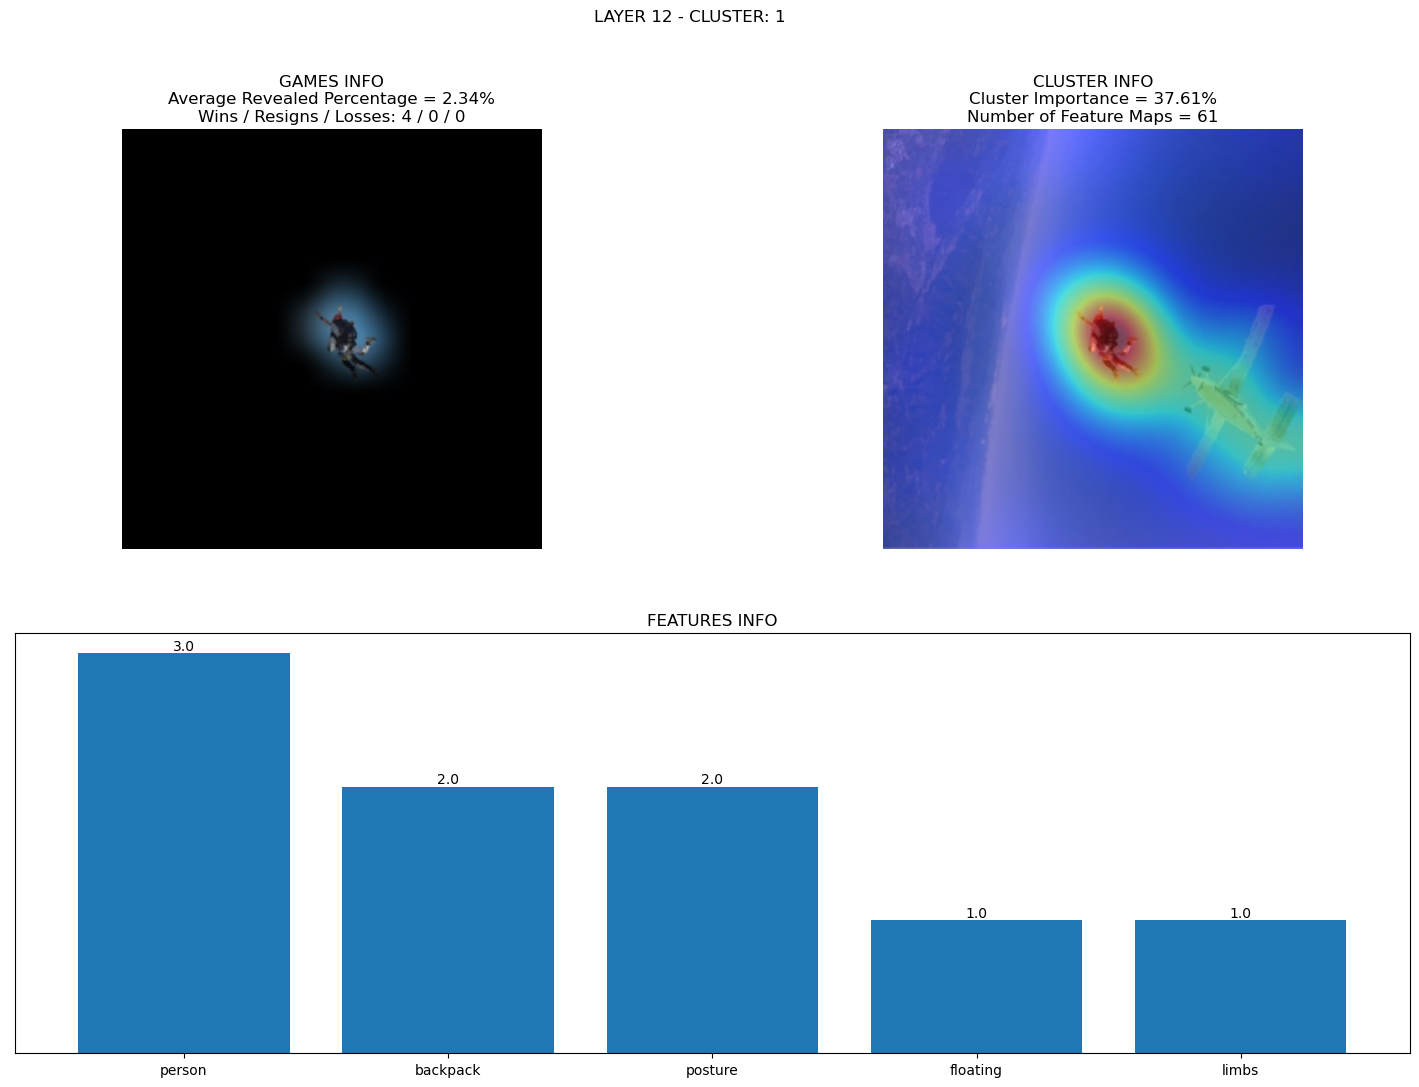 LAYER 12 - CLUSTER: 1
GAMES INFO
Average Revealed Percentage = 2.34%
Wins / Resigns / Losses: 4 / 0 / 0
CLUSTER INFO
Cluster Importance = 37.61%
Number of Feature Maps = 61
FEATURES INFO
3.0
2.0
2.0
1.0
1.0
person
backpack
posture
floating
limbs